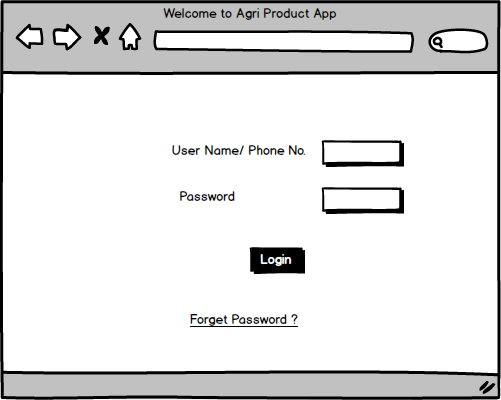 Welcome to Agri Product App
User Name/ Phone No.
Password
Login
Forget Password ?